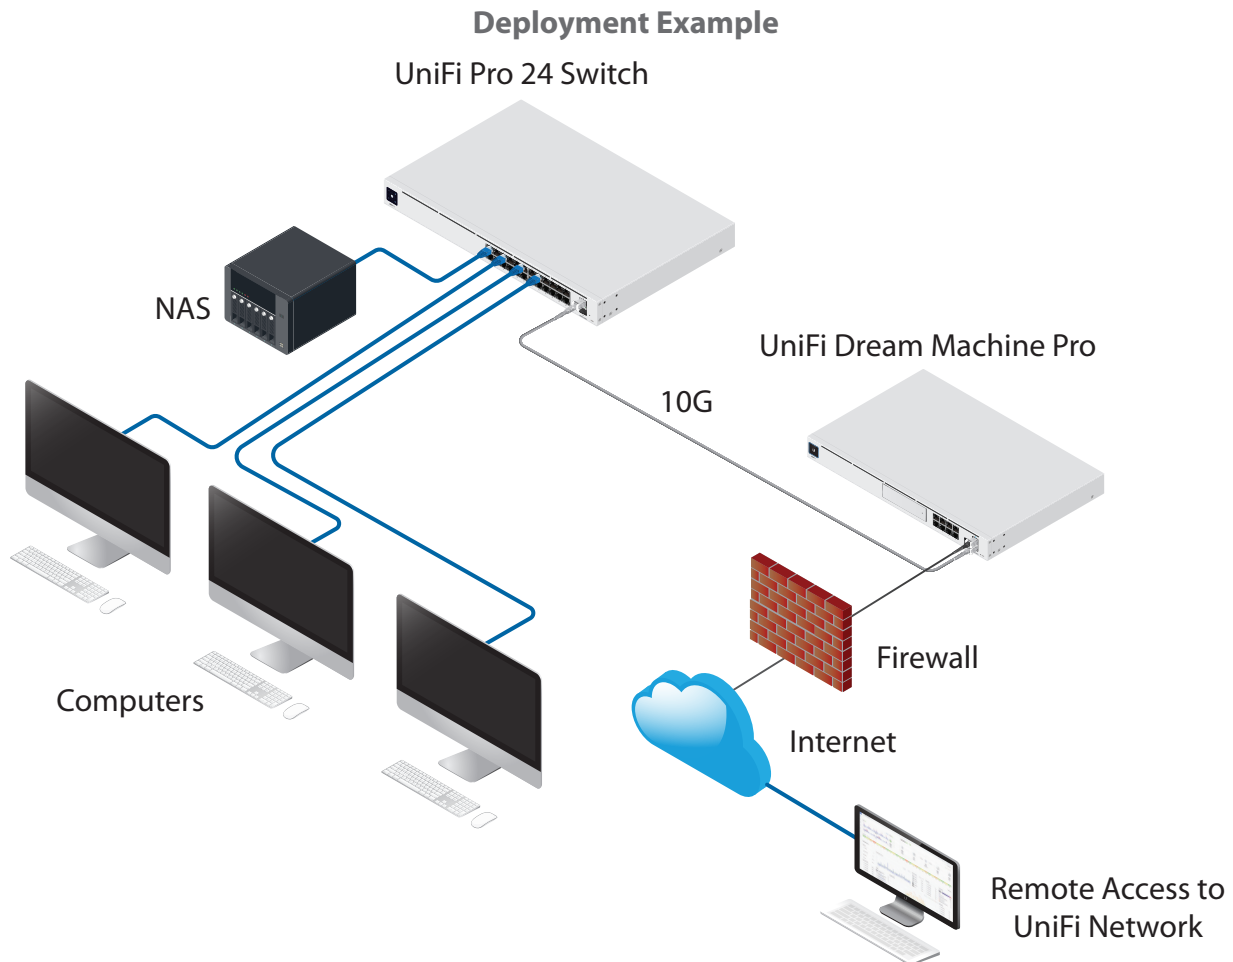 Deployment Example
UniFi Pro 24 Switch
NAS
UniFi Dream Machine Pro
10G
Firewall
Computers
Internet
Remote Access to
UniFi Network